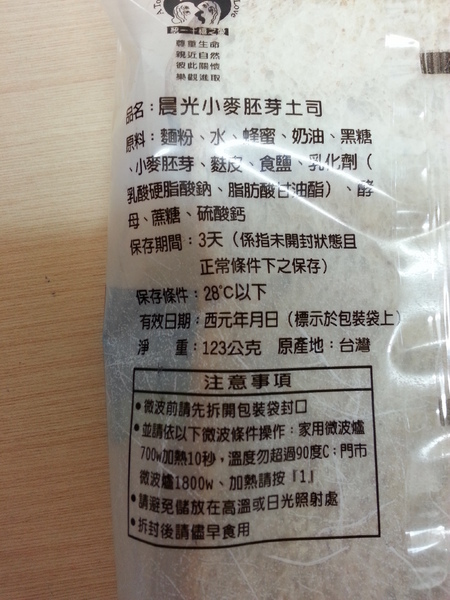 尊重生命
親近自然
彼此關懷
樂觀進取
品名：晨光小麥胚芽土司
原料：麵粉、水、蜂蜜、奶油、黑糖
、小麥胚芽、麩皮、食鹽、乳化劑（
乳酸硬脂酸鈉、脂肪酸甘油酯）、酵
母、蔗糖、硫酸鈣
保存期間：3天（係指未開封狀態且
正常條件下之保存）
保存條件：28℃以下
有效日期：西元年月日（標示於包裝袋上）
淨 重：123公克 原產地：台灣
注意事項
●微波前請先拆開包裝袋封口
●並請依以下微波條件操作：家用微波爐
700w加熱10秒，溫度勿超過90度C；門市
微波爐1800w、加熱請按『1』
●請避免儲放在高溫或日光照射處
●拆封後請儘早食用